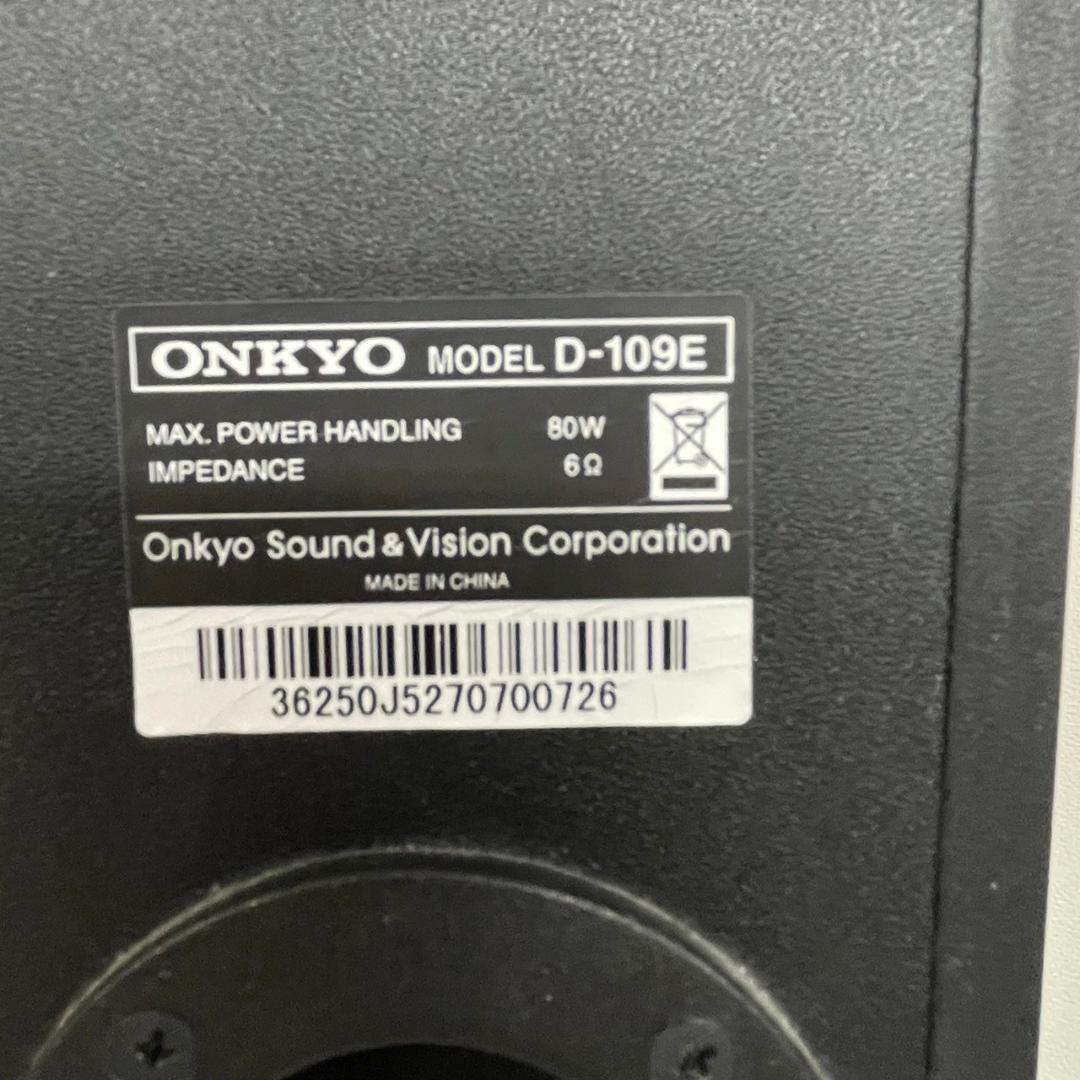 ONKYO MODEL D-109E
MAX. POWER HANDLING 80W
IMPEDANCE 6Ω
Onkyo Sound & Vision Corporation
MADE IN CHINA
36250J5270700726